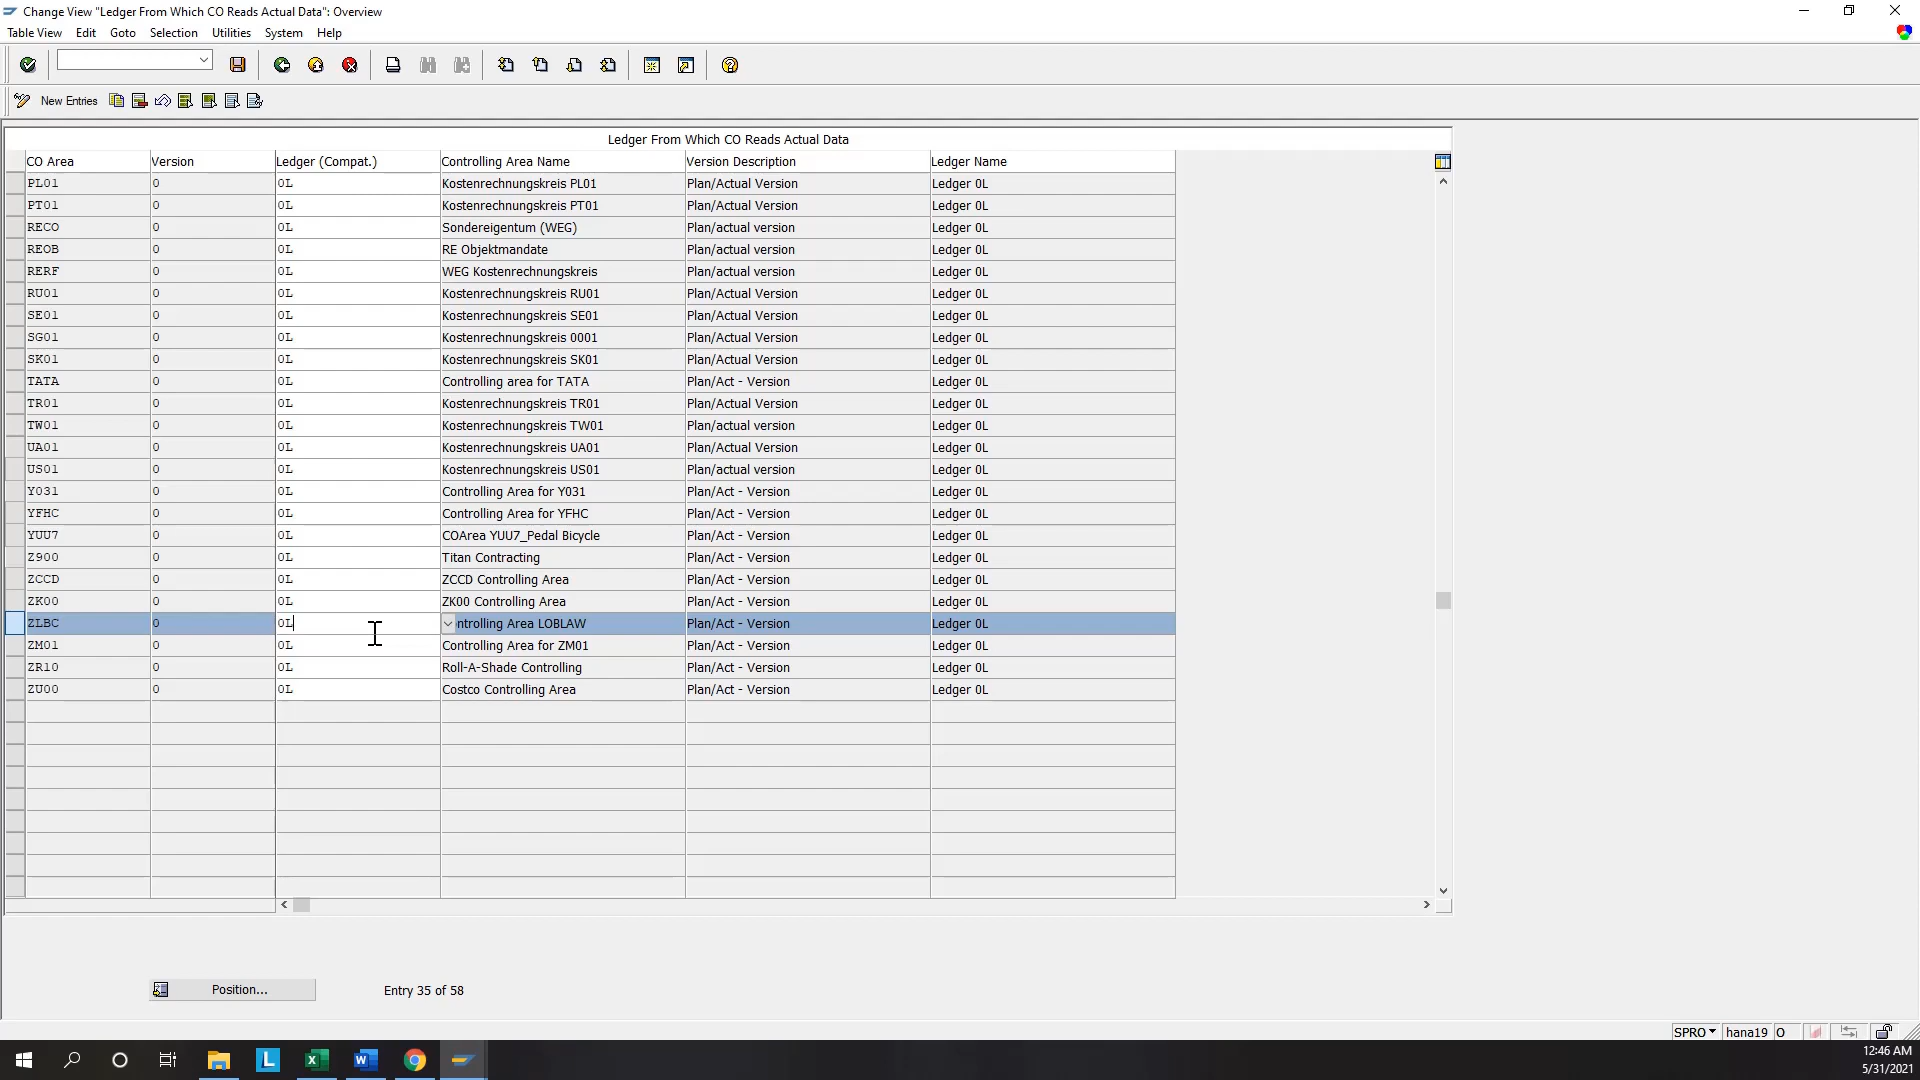 Change View "Ledger From Which CO Reads Actual Data": Overview
Table View Edit Goto Selection Utilities System Help
New Entries
Ledger From Which CO Reads Actual Data
CO Area Version Ledger (Compat.) Controlling Area Name Version Description Ledger Name
PL01 0 0L Kostenrechnungskreis PL01 Plan/Actual Version Ledger 0L
PT01 0 0L Kostenrechnungskreis PT01 Plan/Actual Version Ledger 0L
RECO 0 0L Sondereigentum (WEG) Plan/actual version Ledger 0L
REOB 0 0L RE Objektmandate Plan/actual version Ledger 0L
RERF 0 0L WEG Kostenrechnungskreis Plan/actual version Ledger 0L
RU01 0 0L Kostenrechnungskreis RU01 Plan/Actual Version Ledger 0L
SE01 0 0L Kostenrechnungskreis SE01 Plan/Actual Version Ledger 0L
SG01 0 0L Kostenrechnungskreis 0001 Plan/Actual Version Ledger 0L
SK01 0 0L Kostenrechnungskreis SK01 Plan/Actual Version Ledger 0L
TATA 0 0L Controlling area for TATA Plan/Act - Version Ledger 0L
TR01 0 0L Kostenrechnungskreis TR01 Plan/Actual Version Ledger 0L
TW01 0 0L Kostenrechnungskreis TW01 Plan/actual version Ledger 0L
UA01 0 0L Kostenrechnungskreis UA01 Plan/Actual Version Ledger 0L
US01 0 0L Kostenrechnungskreis US01 Plan/actual version Ledger 0L
Y031 0 0L Controlling Area for Y031 Plan/Act - Version Ledger 0L
YFHC 0 0L Controlling Area for YFHC Plan/Act - Version Ledger 0L
YUU7 0 0L COArea YUU7_Pedal Bicycle Plan/Act - Version Ledger 0L
Z900 0 0L Titan Contracting Plan/Act - Version Ledger 0L
ZCCD 0 0L ZCCD Controlling Area Plan/Act - Version Ledger 0L
ZK00 0 0L ZK00 Controlling Area Plan/Act - Version Ledger 0L
ZLBC 0 0L ntrolling Area LOBLAW Plan/Act - Version Ledger 0L
ZM01 0 0L Controlling Area for ZM01 Plan/Act - Version Ledger 0L
ZR10 0 0L Roll-A-Shade Controlling Plan/Act - Version Ledger 0L
ZU00 0 0L Costco Controlling Area Plan/Act - Version Ledger 0L
Position... Entry 35 of 58
SPRO hana19 O
12:46 AM
5/31/2021